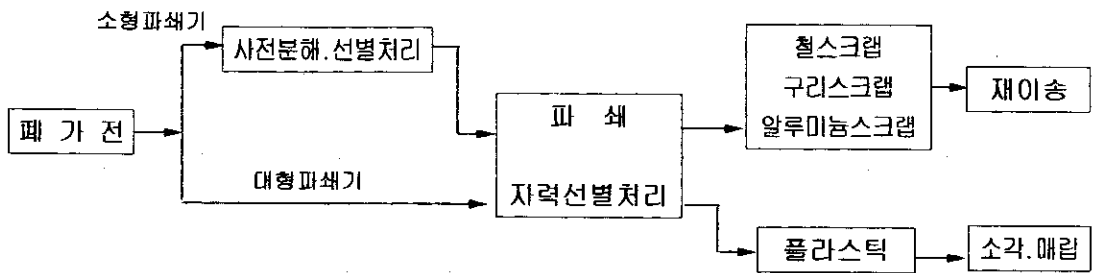 소형파쇄기
사전분해.선별처리
철스크랩
구리스크랩
알루미늄스크랩
재이송
폐 가 전
파 쇄
자력선별처리
대형파쇄기
플라스틱
소각.매립